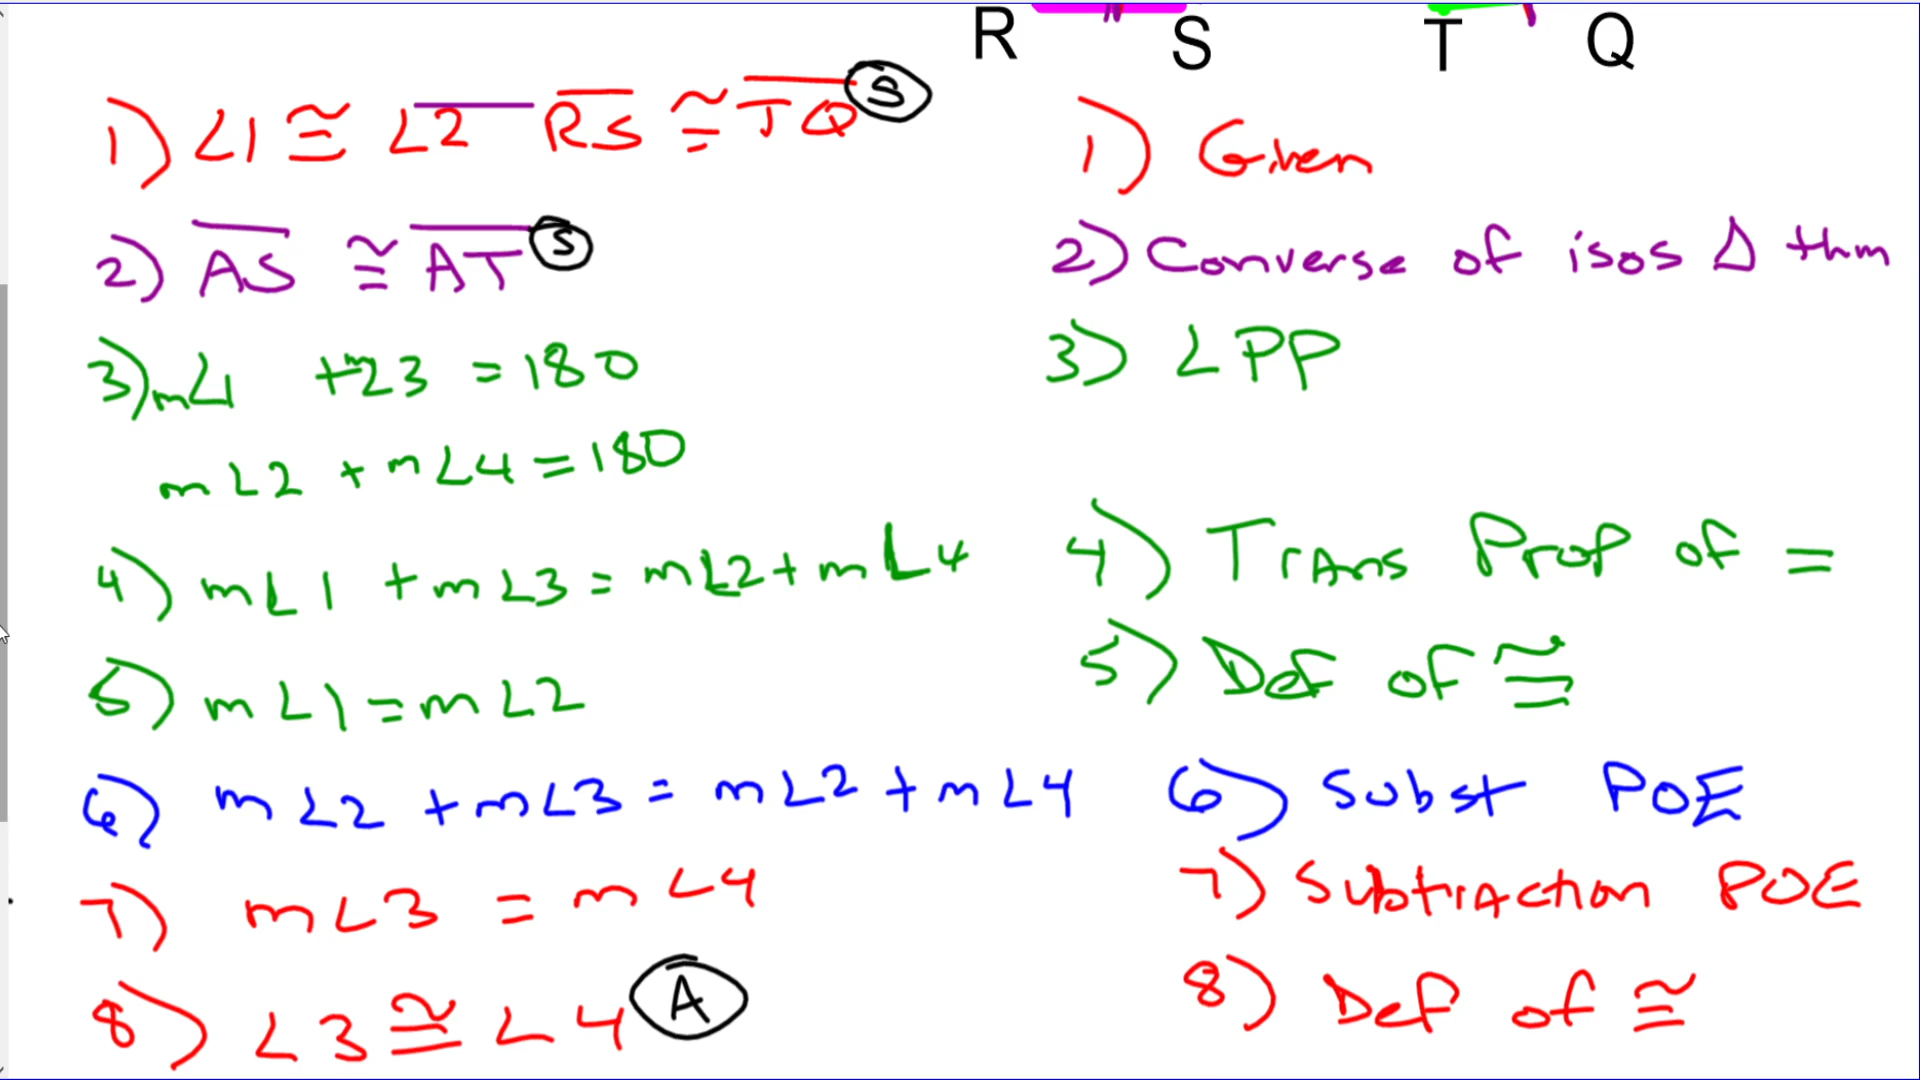 R S T Q
1) ∠1 ≅ ∠2 RS ≅ TQ S
1) Given
2) AS ≅ AT S
2) Converse of isos Δ thm
3) m∠1 + m∠3 = 180
3) LPP
m∠2 + m∠4 = 180
4) m∠1 + m∠3 = m∠2 + m∠4
4) Trans Prop of =
5) m∠1 = m∠2
5) Def of ≅
6) m∠2 + m∠3 = m∠2 + m∠4
6) Subst POE
7) m∠3 = m∠4
7) Subtraction POE
8) ∠3 ≅ ∠4 A
8) Def of ≅